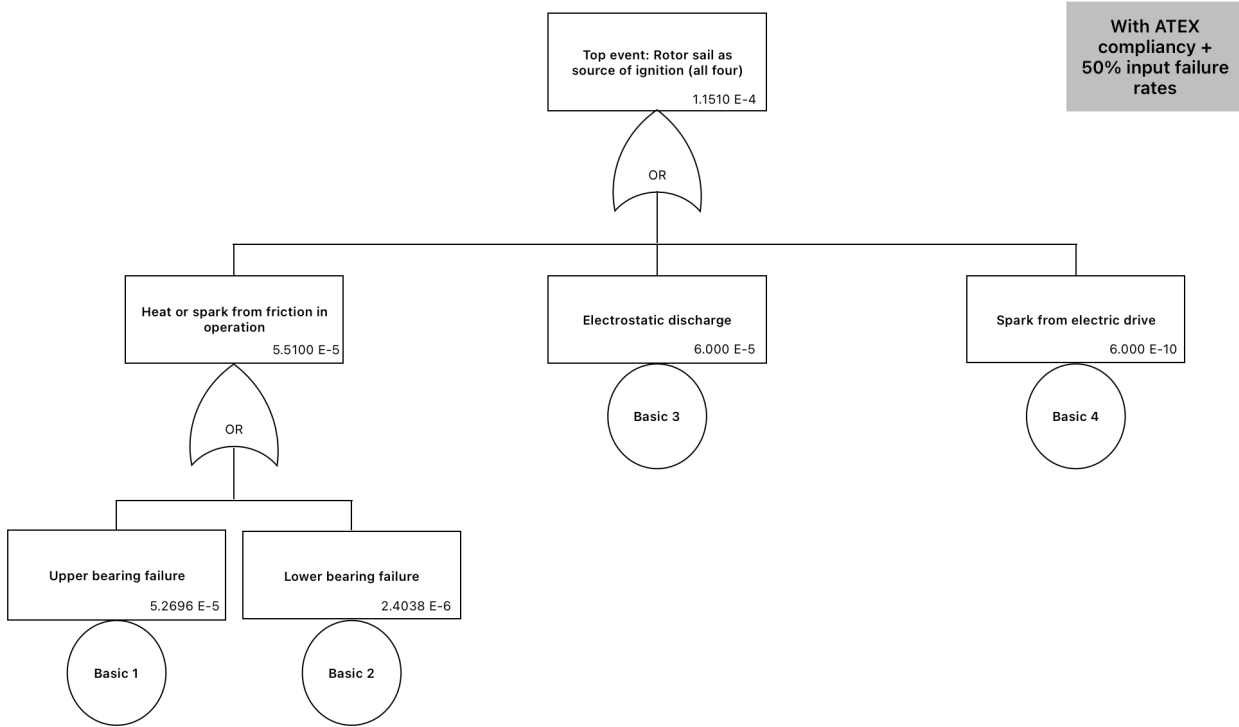 With ATEX
compliancy +
50% input failure
rates
Top event: Rotor sail as
source of ignition (all four)
1.1510 E-4
OR
Heat or spark from friction in
operation
5.5100 E-5
Electrostatic discharge
6.000 E-5
Spark from electric drive
6.000 E-10
OR
Basic 3
Basic 4
Upper bearing failure
5.2696 E-5
Lower bearing failure
2.4038 E-6
Basic 1
Basic 2